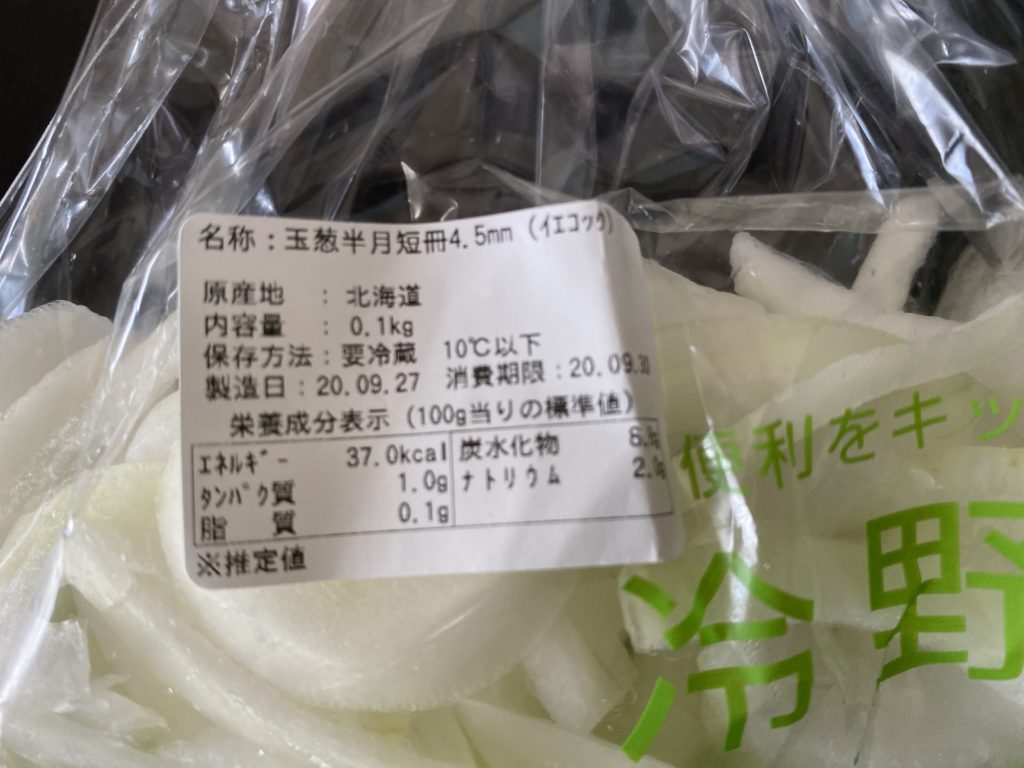 名称：玉葱半月短冊4.5mm (イエコック)
原産地　：北海道
内容量　：0.1kg
保存方法：要冷蔵　10℃以下
製造日：20.09.27　消費期限：20.09.30
栄養成分表示（100g当りの標準値）
ｴﾈﾙｷﾞｰ　37.0kcal　炭水化物
ﾀﾝﾊﾟｸ質　1.0g　ナトリウム
脂　質　0.1g
※推定値
便利をキッ
冷野